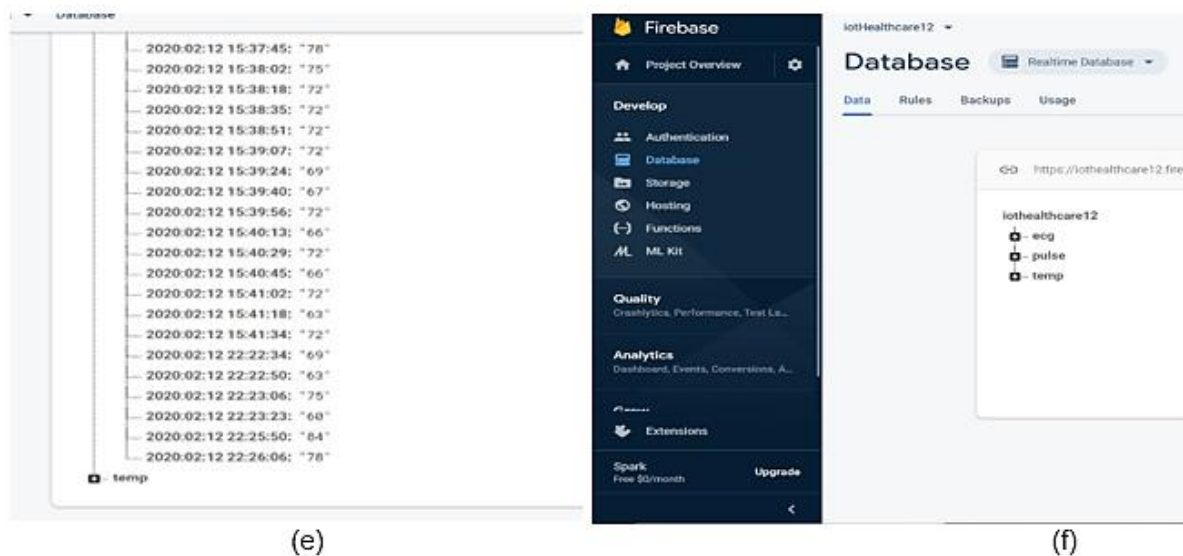 Database
2020:02:12 15:37:45: "78"
2020:02:12 15:38:02: "75"
2020:02:12 15:38:18: "72"
2020:02:12 15:38:35: "72"
2020:02:12 15:38:51: "72"
2020:02:12 15:39:07: "72"
2020:02:12 15:39:24: "69"
2020:02:12 15:39:40: "67"
2020:02:12 15:39:56: "72"
2020:02:12 15:40:13: "66"
2020:02:12 15:40:29: "72"
2020:02:12 15:40:45: "66"
2020:02:12 15:41:02: "72"
2020:02:12 15:41:18: "63"
2020:02:12 15:41:34: "72"
2020:02:12 22:22:34: "69"
2020:02:12 22:22:50: "63"
2020:02:12 22:23:06: "75"
2020:02:12 22:23:23: "60"
2020:02:12 22:25:50: "84"
2020:02:12 22:26:06: "78"
temp
(e)
Firebase
Project Overview
Develop
Authentication
Database
Storage
Hosting
Functions
ML Kit
Quality
Crashlytics, Performance, Test La...
Analytics
Dashboard, Events, Conversions, A...
Extensions
Spark
Free $0/month
Upgrade
iotHealthcare12
Database
Realtime Database
Data Rules Backups Usage
https://iothealthcare12.fire
iothealthcare12
ecg
pulse
temp
(f)